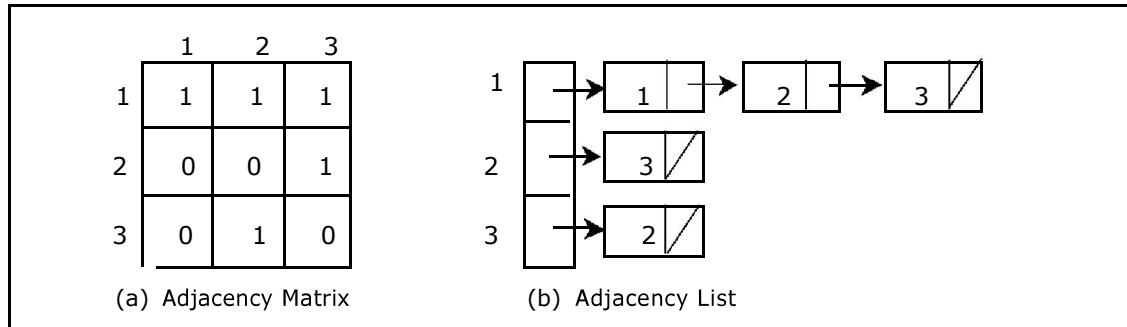 1 2 3
1 1 1 1
2 0 0 1
3 0 1 0
(a) Adjacency Matrix
1 1 2 3
2 3
3 2
(b) Adjacency List